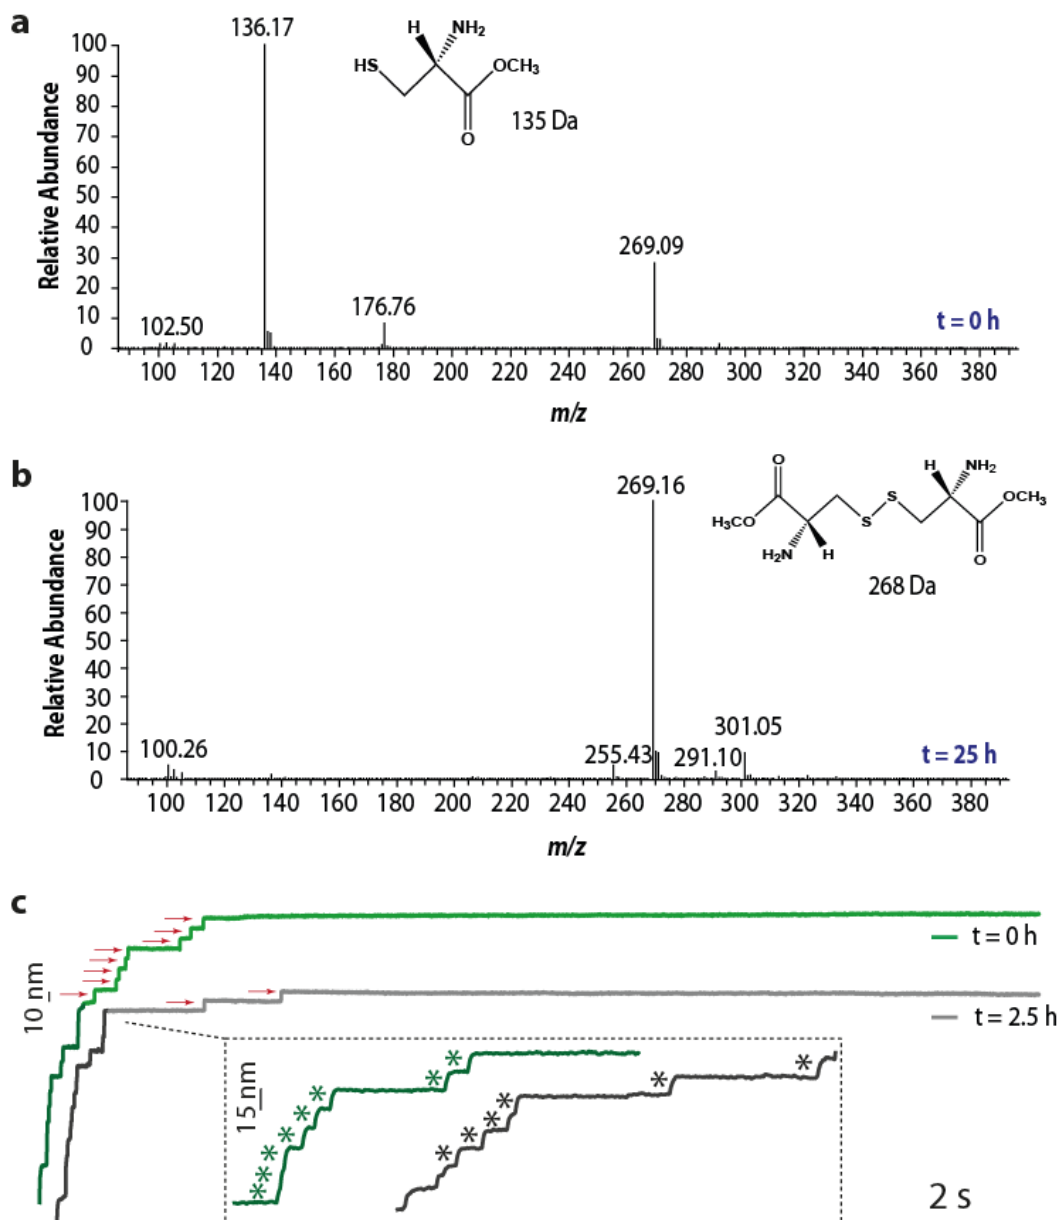 a
136.17
H NH₂
HS OCH₃
O
135 Da
Relative Abundance
100
90
80
70
60
50
40
30
20
10
0
102.50
176.76
269.09
t = 0 h
100 120 140 160 180 200 220 240 260 280 300 320 340 360 380
m/z
b
269.16
O H NH₂
H₃CO S S OCH₃
H₂N H O
268 Da
Relative Abundance
100
90
80
70
60
50
40
30
20
10
0
100.26
255.43
291.10
301.05
t = 25 h
100 120 140 160 180 200 220 240 260 280 300 320 340 360 380
m/z
c
t = 0 h
10 nm
t = 2.5 h
15 nm
* * * * * * * *
* * * * * *
2 s